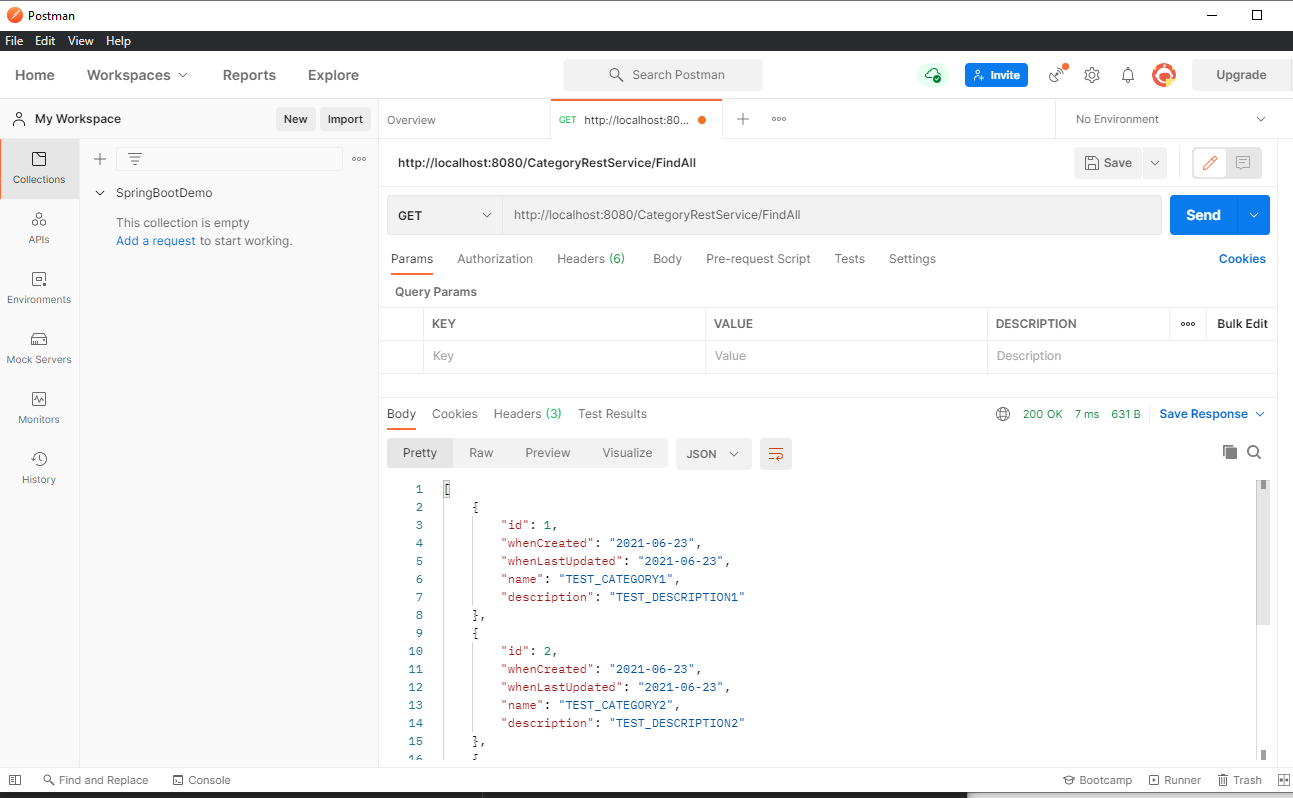 Postman
File Edit View Help
Home Workspaces Reports Explore Search Postman Invite Upgrade
My Workspace New Import Overview GET http://localhost:80... No Environment
Collections
APIs
Environments
Mock Servers
Monitors
History
SpringBootDemo
This collection is empty
Add a request to start working.
http://localhost:8080/CategoryRestService/FindAll Save
GET http://localhost:8080/CategoryRestService/FindAll Send
Params Authorization Headers (6) Body Pre-request Script Tests Settings Cookies
Query Params
KEY VALUE DESCRIPTION Bulk Edit
Key Value Description
Body Cookies Headers (3) Test Results 200 OK 7 ms 631 B Save Response
Pretty Raw Preview Visualize JSON
1 [
2 {
3 "id": 1,
4 "whenCreated": "2021-06-23",
5 "whenLastUpdated": "2021-06-23",
6 "name": "TEST_CATEGORY1",
7 "description": "TEST_DESCRIPTION1"
8 },
9 {
10 "id": 2,
11 "whenCreated": "2021-06-23",
12 "whenLastUpdated": "2021-06-23",
13 "name": "TEST_CATEGORY2",
14 "description": "TEST_DESCRIPTION2"
15 },
16 {
Find and Replace Console Bootcamp Runner Trash